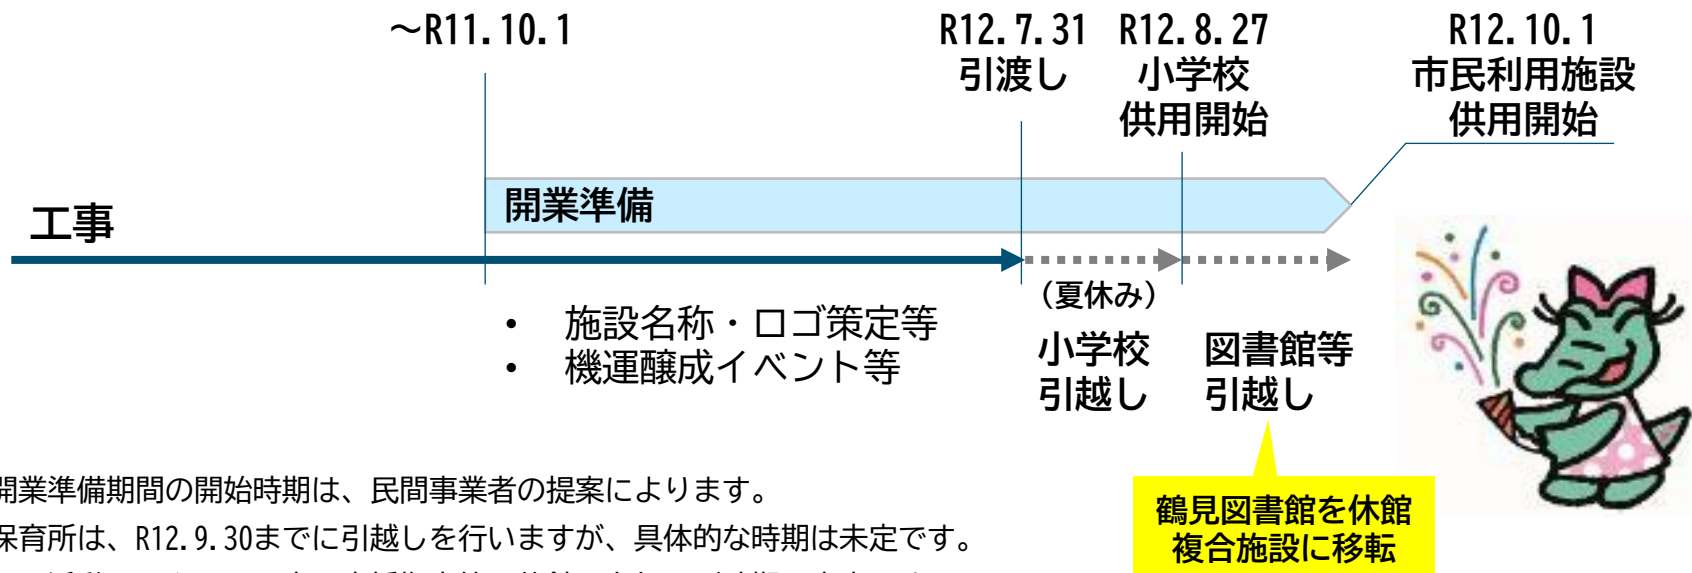 ～R11.10.1
R12.7.31
引渡し
R12.8.27
小学校
供用開始
R12.10.1
市民利用施設
供用開始
開業準備
工事
• 施設名称・ロゴ策定等
• 機運醸成イベント等
（夏休み）
小学校
引越し
図書館等
引越し
鶴見図書館を休館
複合施設に移転
開業準備期間の開始時期は、民間事業者の提案によります。
保育所は、R12.9.30までに引越しを行いますが、具体的な時期は未定です。